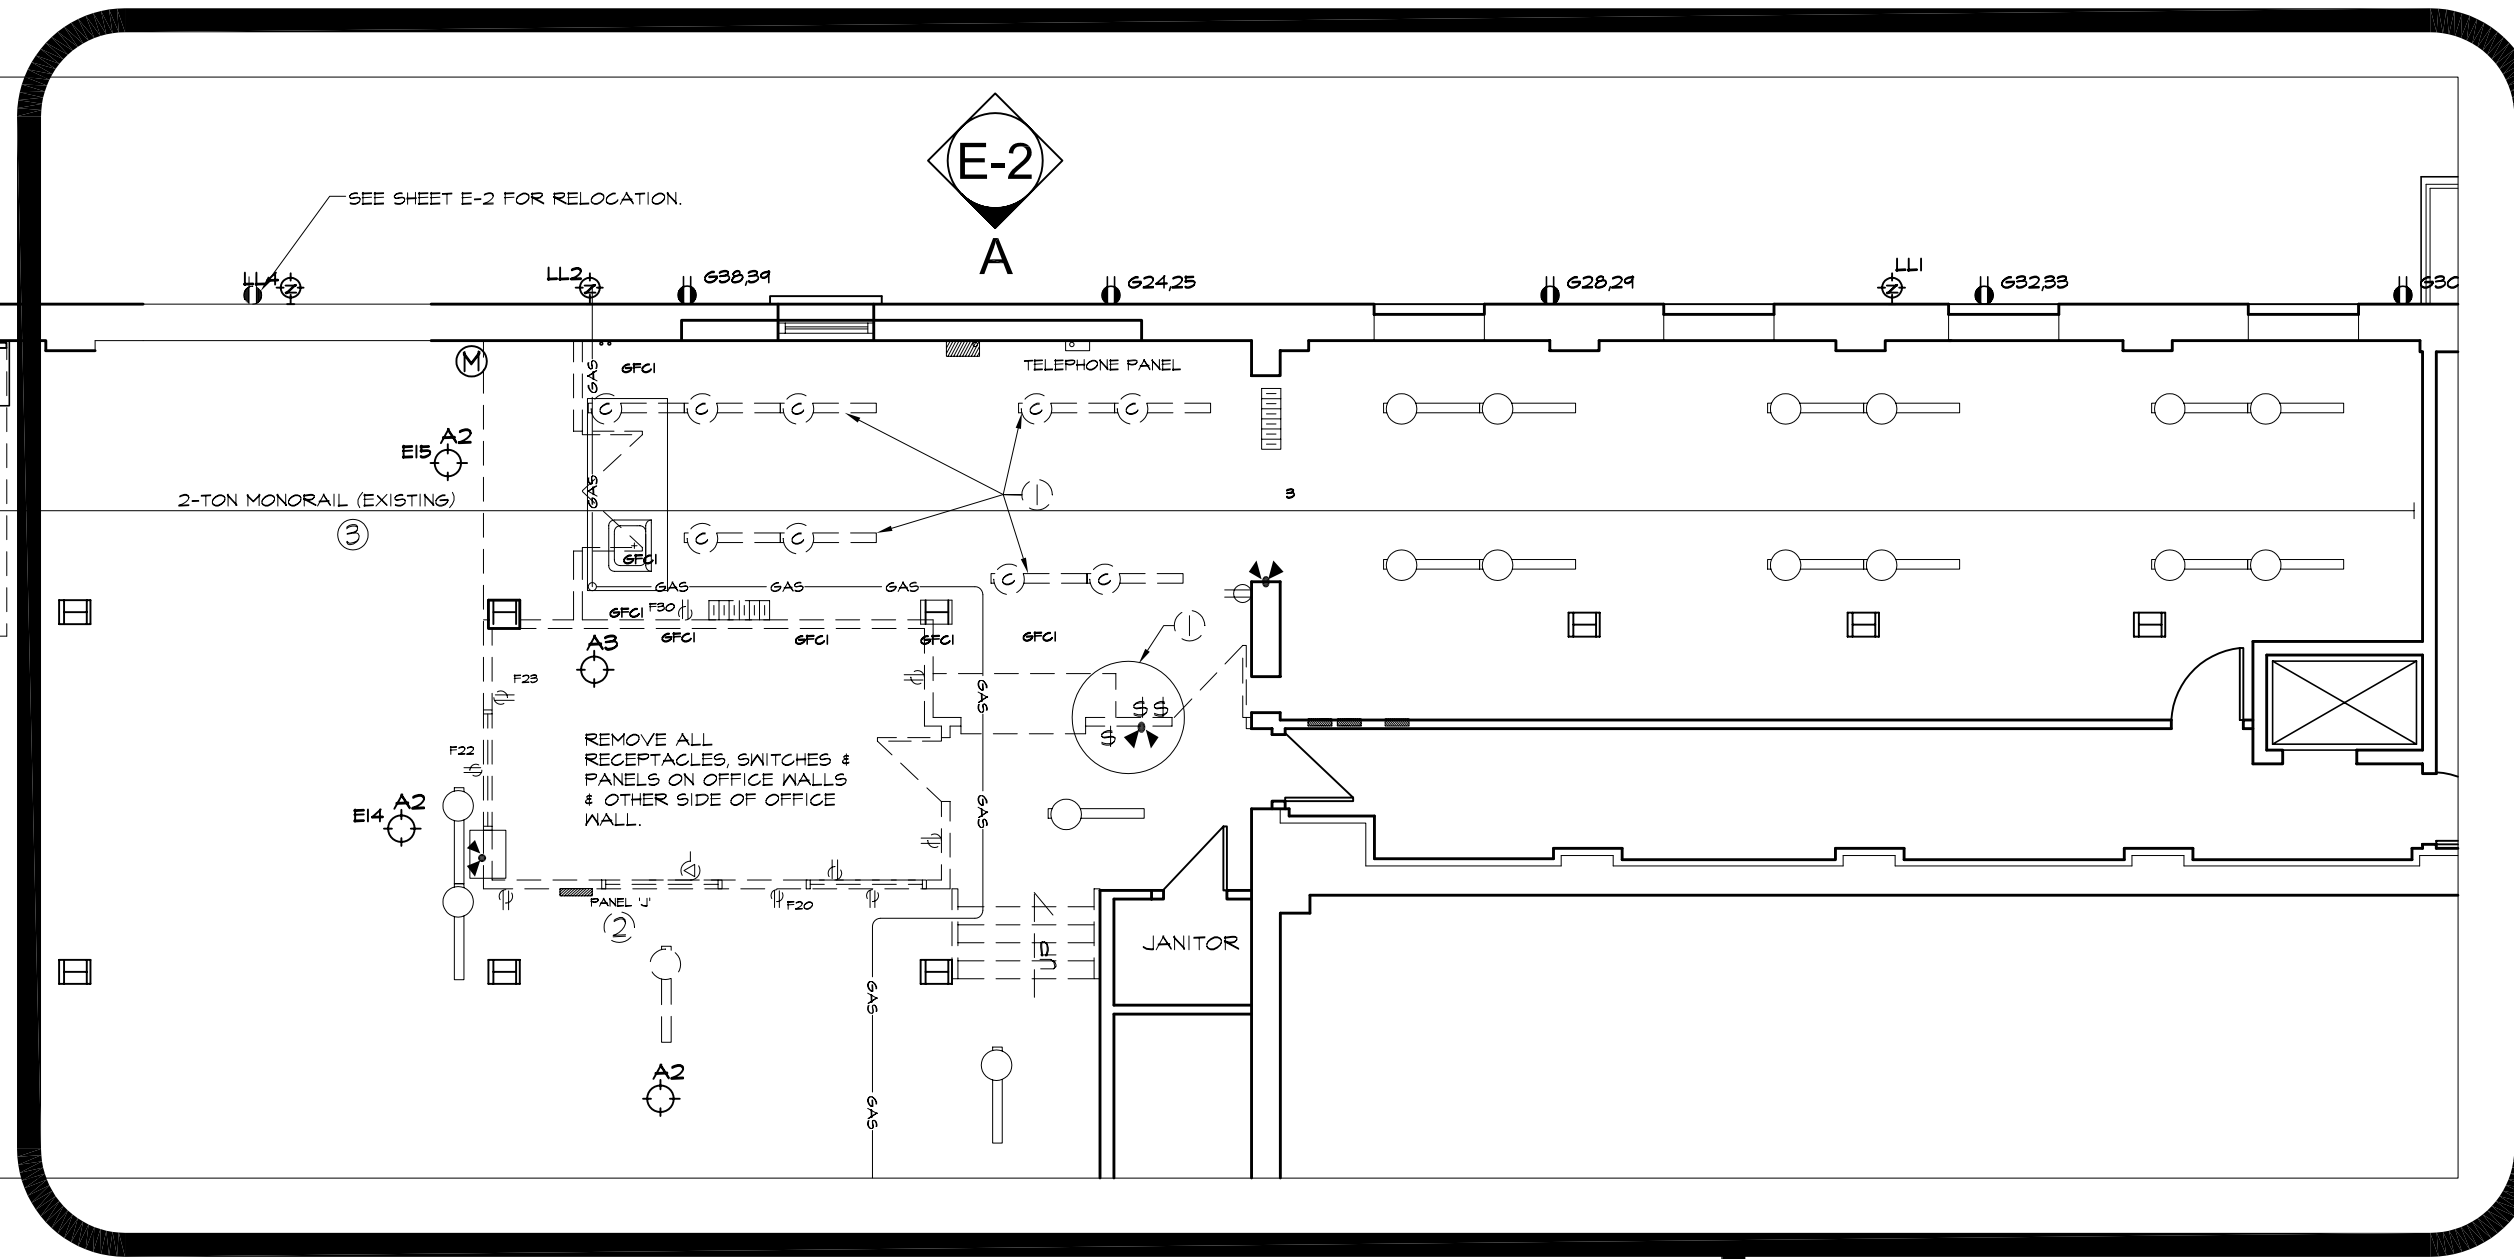 E-2
A
SEE SHEET E-2 FOR RELOCATION.
LL4
LL2
G38,39
G24,25
G28,29
LL1
G32,33
G30
M
GAS
GFCI
TELEPHONE PANEL
C C C
C C
A2
E15
2-TON MONORAIL (EXISTING)
3
GAS
1
3
C C
GFCI
C C
GAS GAS GAS
GFCI
F30
GFCI
GFCI
GFCI
GFCI
A3
1
F23
GAS
$ $
$
F22
REMOVE ALL
RECEPTACLES, SWITCHES &
PANELS ON OFFICE WALLS
& OTHER SIDE OF OFFICE
WALL.
A2
E14
GAS
PANEL 'J'
F20
2
UP
JANITOR
GAS
A2
GAS